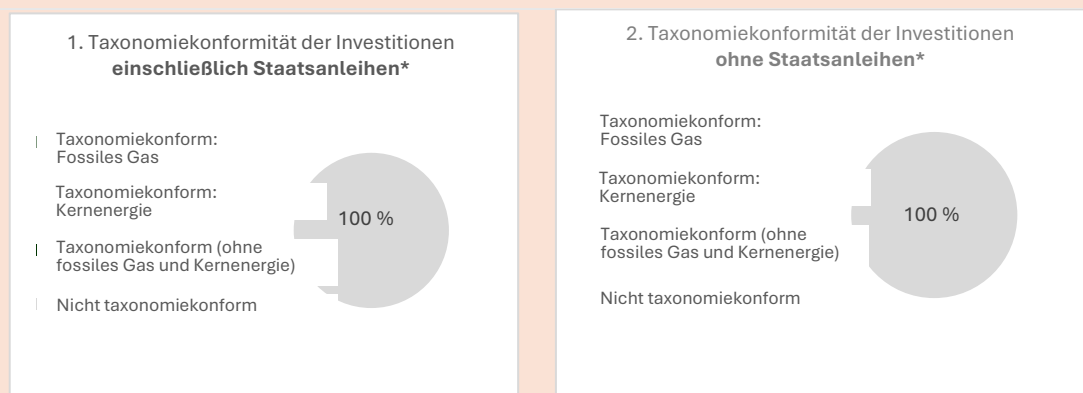 1. Taxonomiekonformität der Investitionen
einschließlich Staatsanleihen*
Taxonomiekonform:
Fossiles Gas
Taxonomiekonform:
Kernenergie
Taxonomiekonform (ohne
fossiles Gas und Kernenergie)
Nicht taxonomiekonform
100 %
2. Taxonomiekonformität der Investitionen
ohne Staatsanleihen*
Taxonomiekonform:
Fossiles Gas
Taxonomiekonform:
Kernenergie
Taxonomiekonform (ohne
fossiles Gas und Kernenergie)
Nicht taxonomiekonform
100 %